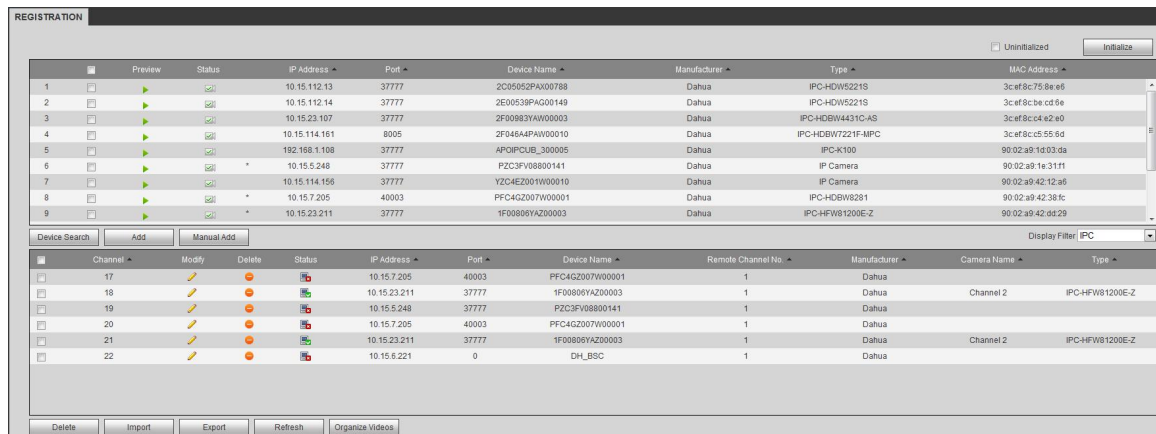 REGISTRATION
Uninitialized Initialize
Preview Status IP Address Port Device Name Manufacturer Type MAC Address
1 10.15.112.13 37777 2C05052PAX00788 Dahua IPC-HDW5221S 3c:ef:8c:75:8e:e6
2 10.15.112.14 37777 2E00539PAG00149 Dahua IPC-HDW5221S 3c:ef:8c:be:cd:6e
3 10.15.23.107 37777 2F00983YAW00003 Dahua IPC-HDBW4431C-AS 3c:ef:8c:c4:e2:e0
4 10.15.114.161 8005 2F046A4PAW00010 Dahua IPC-HDBW7221F-MPC 3c:ef:8c:c5:55:6d
5 192.168.1.108 37777 APOIPCUB_300005 Dahua IPC-K100 90:02:a9:1d:03:da
6 * 10.15.5.248 37777 PZC3FV08800141 Dahua IP Camera 90:02:a9:1e:31:f1
7 10.15.114.156 37777 YZC4EZ001W00010 Dahua IP Camera 90:02:a9:42:12:a6
8 * 10.15.7.205 40003 PFC4GZ007W00001 Dahua IPC-HDBW8281 90:02:a9:42:38:fc
9 * 10.15.23.211 37777 1F00806YAZ00003 Dahua IPC-HFW81200E-Z 90:02:a9:42:dd:29
Device Search Add Manual Add Display Filter IPC
Channel Modify Delete Status IP Address Port Device Name Remote Channel No. Manufacturer Camera Name Type
17 10.15.7.205 40003 PFC4GZ007W00001 1 Dahua
18 10.15.23.211 37777 1F00806YAZ00003 1 Dahua Channel 2 IPC-HFW81200E-Z
19 10.15.5.248 37777 PZC3FV08800141 1 Dahua
20 10.15.7.205 40003 PFC4GZ007W00001 1 Dahua
21 10.15.23.211 37777 1F00806YAZ00003 1 Dahua Channel 2 IPC-HFW81200E-Z
22 10.15.6.221 0 DH_BSC 1 Dahua
Delete Import Export Refresh Organize Videos